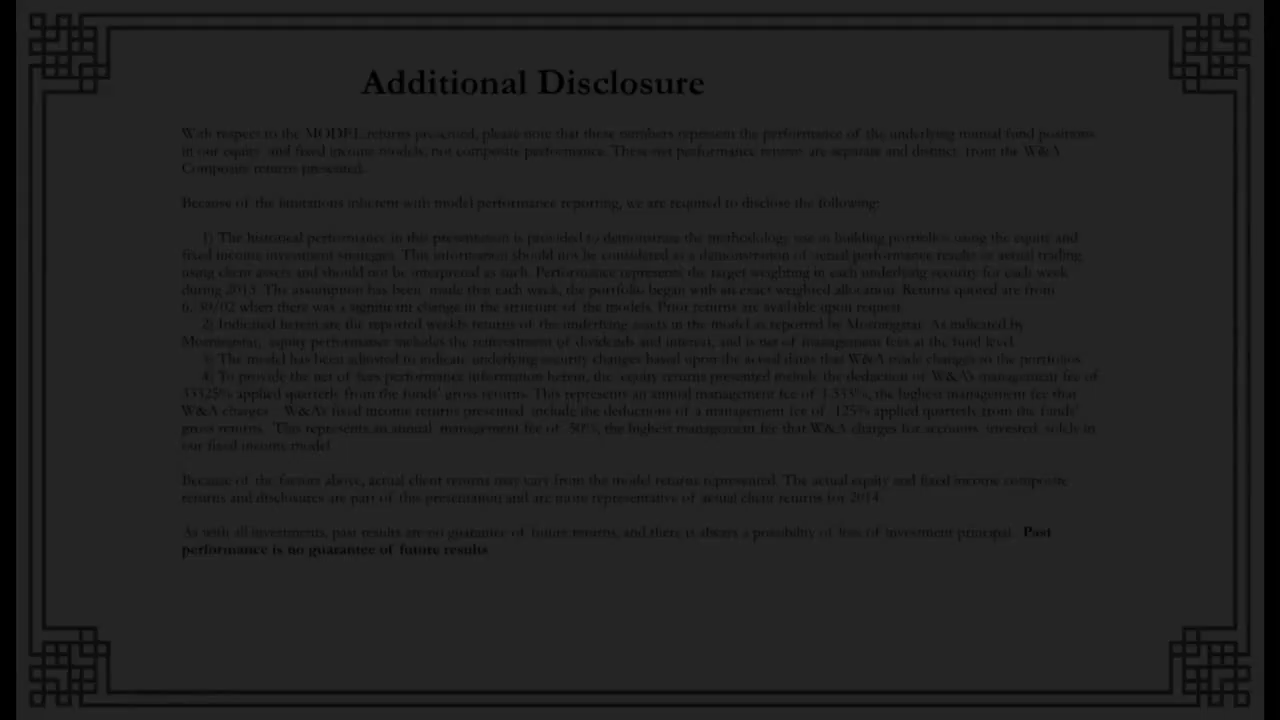 Additional Disclosure
With respect to the MODEL returns presented, please note that these numbers represent the performance of the underlying mutual fund positions
in our equity and fixed income models, not composite performance. These net performance returns are separate and distinct from the W&A
Composite returns presented.
Because of the limitations inherent with model performance reporting, we are required to disclose the following:
1) The historical performance in this presentation is provided to demonstrate the methodology use in building portfolios using the equity and
fixed income investment strategies. This information should not be considered as a demonstration of actual performance results or actual trading
using client assets and should not be interpreted as such. Performance represents the target weighting in each underlying security for each week
during 2013. The assumption has been made that each week, the portfolio began with an exact weighted allocation. Returns quoted are from
6/30/02 when there was a significant change in the structure of the models. Prior returns are available upon request.
2) Indicated herein are the reported weekly returns of the underlying assets in the model as reported by Morningstar. As indicated by
Morningstar, equity performance includes the reinvestment of dividends and interest, and is net of management fees at the fund level.
3) The model has been adjusted to indicate underlying security changes based upon the actual dates that W&A made changes to the portfolios.
4) To provide the net of fees performance information herein, the equity returns presented include the deduction of W&A's management fee of
.33325% applied quarterly from the funds' gross returns. This represents an annual management fee of 1.333%, the highest management fee that
W&A charges. W&A's fixed income returns presented include the deductions of a management fee of .125% applied quarterly from the funds'
gross returns. This represents an annual management fee of .50%, the highest management fee that W&A charges for accounts invested solely in
our fixed income model.
Because of the factors above, actual client returns may vary from the model returns represented. The actual equity and fixed income composite
returns and disclosures are part of this presentation and are more representative of actual client returns for 2014.
As with all investments, past results are no guarantee of future returns, and there is always a possibility of loss of investment principal. Past
performance is no guarantee of future results